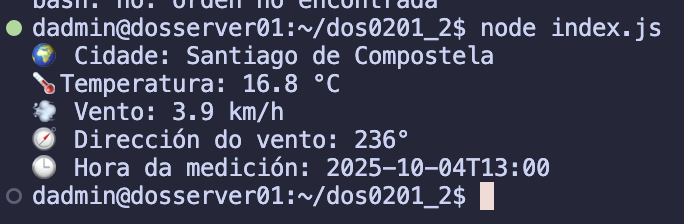 bash: no: orden no encontrada
dadmin@dosserver01:~/dos0201_2$ node index.js
🌍 Cidade: Santiago de Compostela
🌡️Temperatura: 16.8 °C
💨 Vento: 3.9 km/h
🧭 Dirección do vento: 236°
🕒 Hora da medición: 2025-10-04T13:00
dadmin@dosserver01:~/dos0201_2$